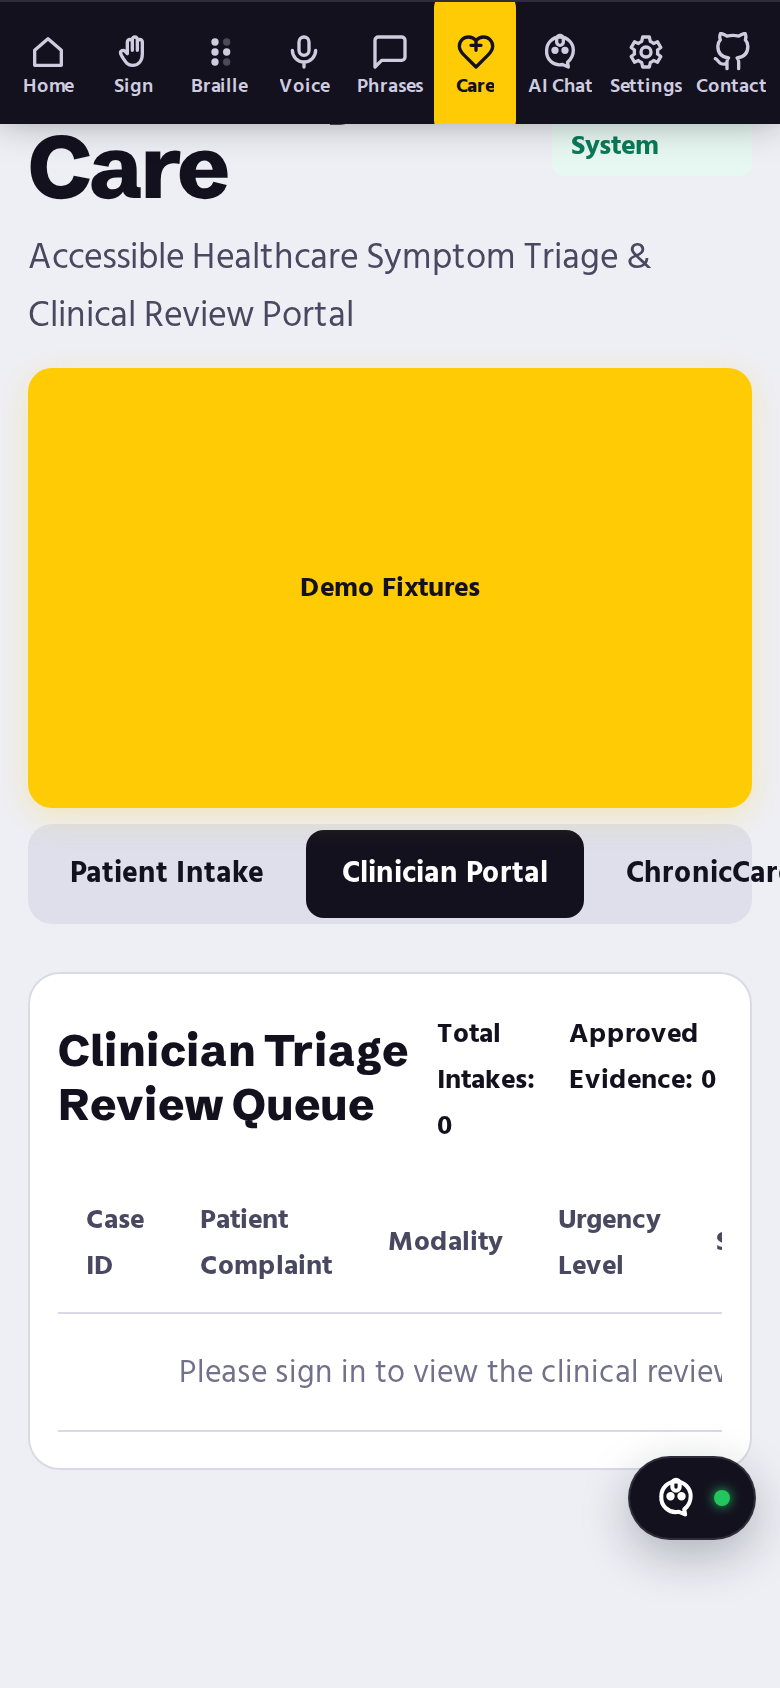 Home Sign Braille Voice Phrases Care AI Chat Settings Contact
Care
System
Accessible Healthcare Symptom Triage &
Clinical Review Portal
Demo Fixtures
Patient Intake Clinician Portal
Clinician Triage
Review Queue
Total
Intakes:
0
Approved
Evidence: 0
Case
ID
Patient
Complaint
Modality
Urgency
Level
Please sign in to view the clinical